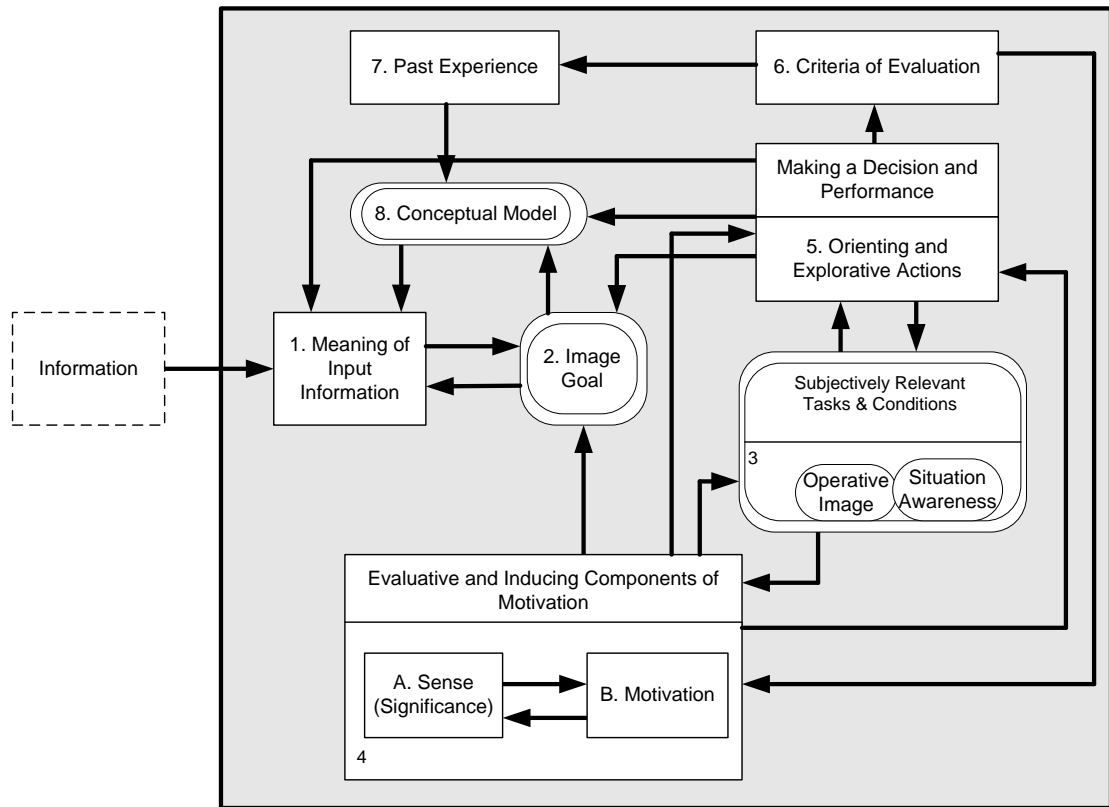 7. Past Experience
6. Criteria of Evaluation
Making a Decision and
Performance
8. Conceptual Model
5. Orienting and
Explorative Actions
Information
1. Meaning of
Input
Information
2. Image
Goal
Subjectively Relevant
Tasks & Conditions
3
Operative
Image
Situation
Awareness
Evaluative and Inducing Components of
Motivation
A. Sense
(Significance)
B. Motivation
4